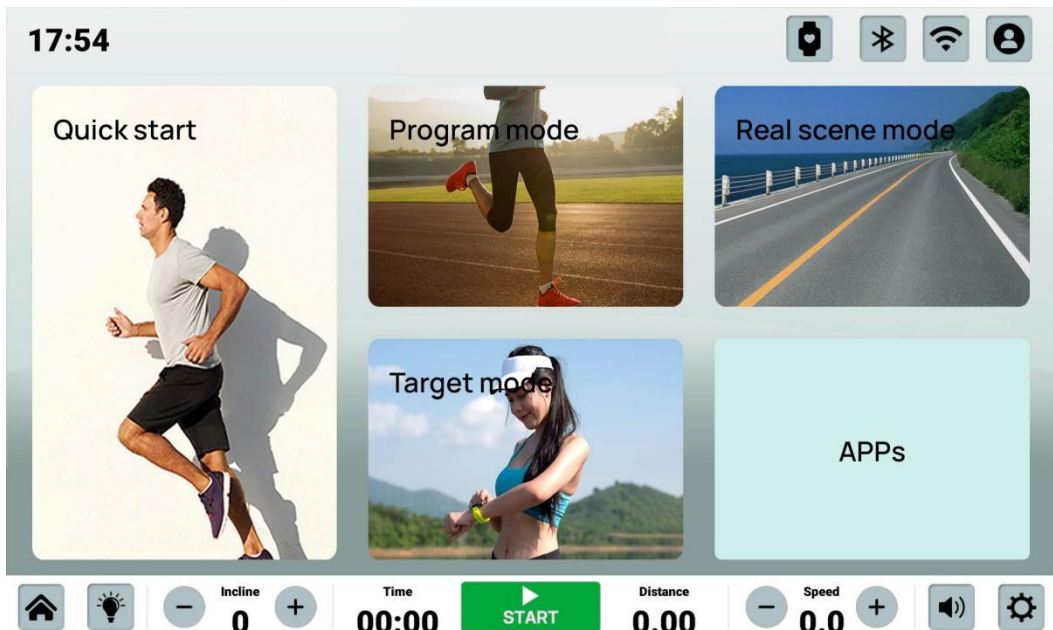 17:54
Quick start
Program mode
Real scene mode
Target mode
APPs
Incline
0
Time
00:00
START
Distance
0.00
Speed
0.0